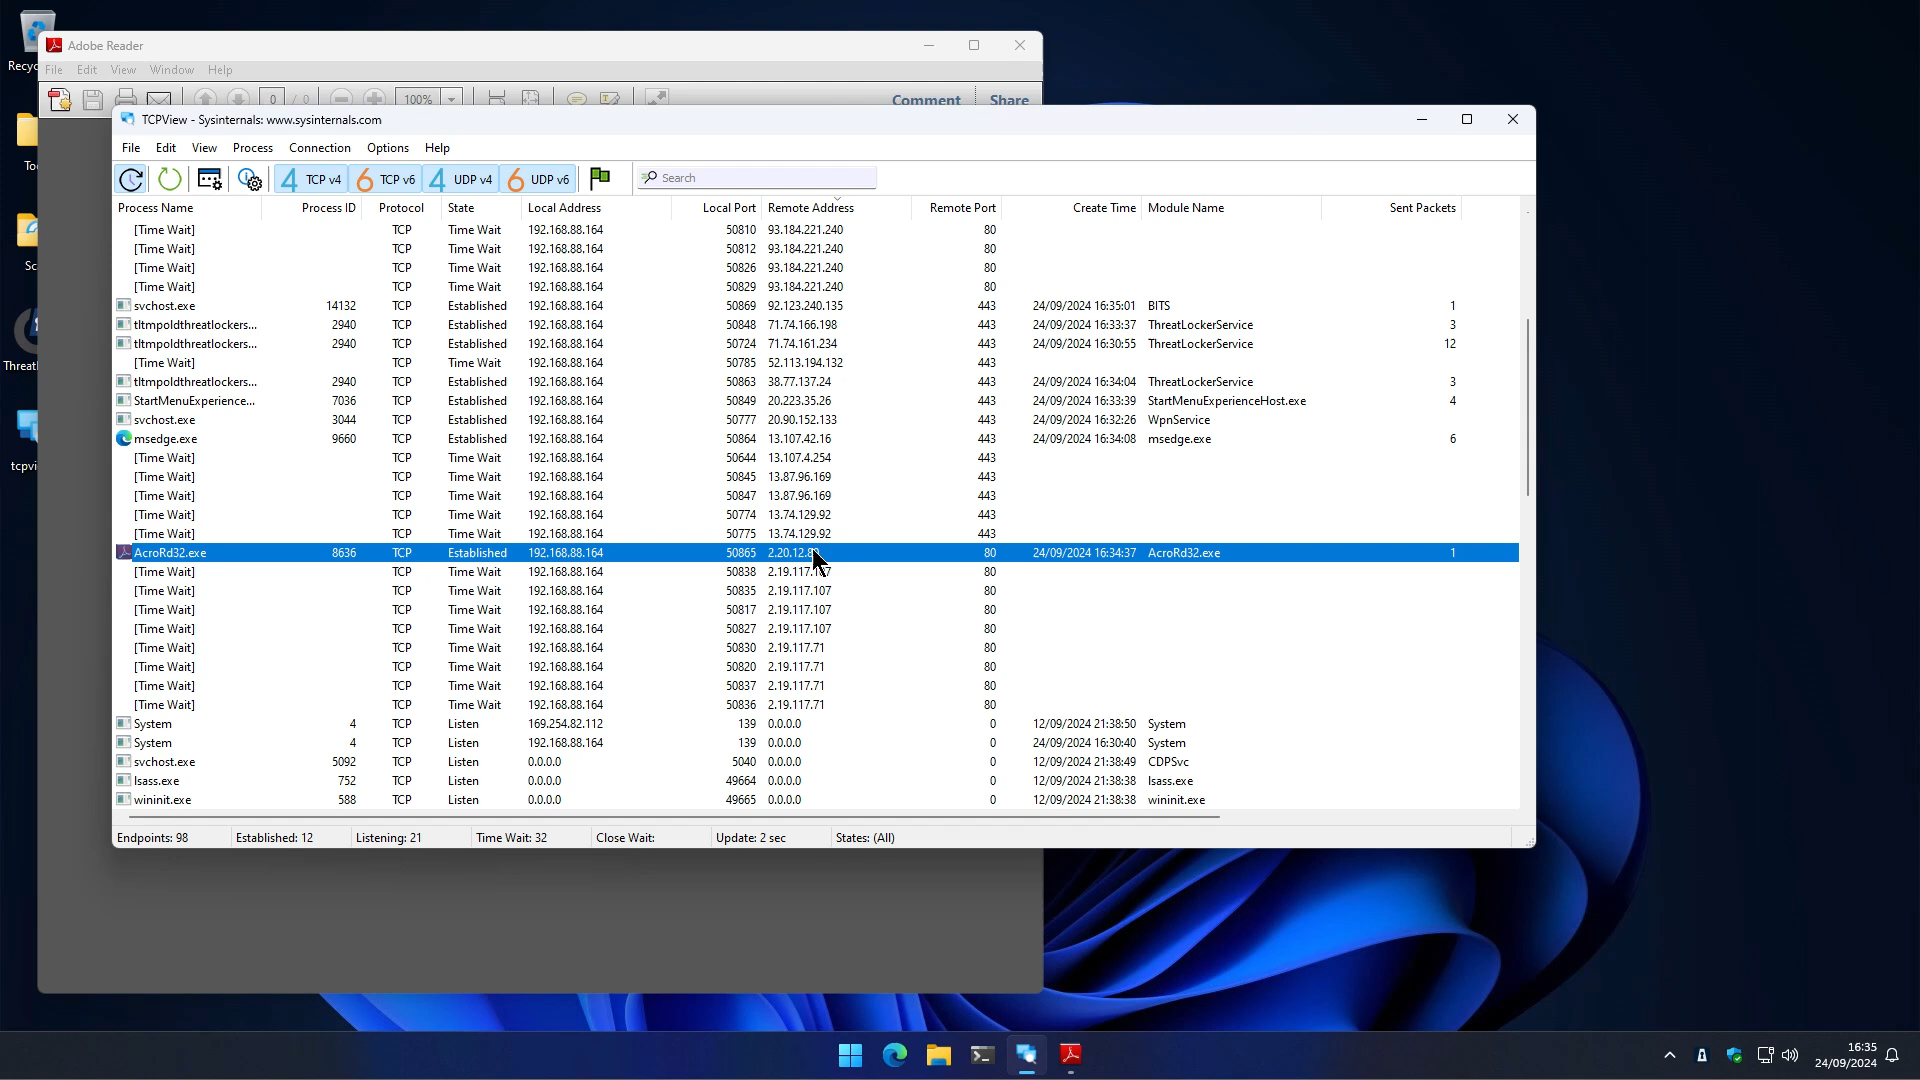 Recyc
Adobe Reader
File Edit View Window Help
0 / 0 100% Comment Share
TCPView - Sysinternals: www.sysinternals.com
File Edit View Process Connection Options Help
4 TCP v4 6 TCP v6 4 UDP v4 6 UDP v6 Search
Process Name Process ID Protocol State Local Address Local Port Remote Address Remote Port Create Time Module Name Sent Packets
[Time Wait] TCP Time Wait 192.168.88.164 50810 93.184.221.240 80
[Time Wait] TCP Time Wait 192.168.88.164 50812 93.184.221.240 80
[Time Wait] TCP Time Wait 192.168.88.164 50826 93.184.221.240 80
[Time Wait] TCP Time Wait 192.168.88.164 50829 93.184.221.240 80
svchost.exe 14132 TCP Established 192.168.88.164 50869 92.123.240.135 443 24/09/2024 16:35:01 BITS 1
tltmpoldthreatlockers... 2940 TCP Established 192.168.88.164 50848 71.74.166.198 443 24/09/2024 16:33:37 ThreatLockerService 3
tltmpoldthreatlockers... 2940 TCP Established 192.168.88.164 50724 71.74.161.234 443 24/09/2024 16:30:55 ThreatLockerService 12
[Time Wait] TCP Time Wait 192.168.88.164 50785 52.113.194.132 443
tltmpoldthreatlockers... 2940 TCP Established 192.168.88.164 50863 38.77.137.24 443 24/09/2024 16:34:04 ThreatLockerService 3
StartMenuExperience... 7036 TCP Established 192.168.88.164 50849 20.223.35.26 443 24/09/2024 16:33:39 StartMenuExperienceHost.exe 4
svchost.exe 3044 TCP Established 192.168.88.164 50777 20.90.152.133 443 24/09/2024 16:32:26 WpnService
msedge.exe 9660 TCP Established 192.168.88.164 50864 13.107.42.16 443 24/09/2024 16:34:08 msedge.exe 6
[Time Wait] TCP Time Wait 192.168.88.164 50644 13.107.4.254 443
[Time Wait] TCP Time Wait 192.168.88.164 50845 13.87.96.169 443
[Time Wait] TCP Time Wait 192.168.88.164 50847 13.87.96.169 443
[Time Wait] TCP Time Wait 192.168.88.164 50774 13.74.129.92 443
[Time Wait] TCP Time Wait 192.168.88.164 50775 13.74.129.92 443
AcroRd32.exe 8636 TCP Established 192.168.88.164 50865 80 24/09/2024 16:34:37 AcroRd32.exe 1
[Time Wait] TCP Time Wait 192.168.88.164 50838 80
[Time Wait] TCP Time Wait 192.168.88.164 50835 2.19.117.107 80
[Time Wait] TCP Time Wait 192.168.88.164 50817 2.19.117.107 80
[Time Wait] TCP Time Wait 192.168.88.164 50827 2.19.117.107 80
[Time Wait] TCP Time Wait 192.168.88.164 50830 2.19.117.71 80
[Time Wait] TCP Time Wait 192.168.88.164 50820 2.19.117.71 80
[Time Wait] TCP Time Wait 192.168.88.164 50837 2.19.117.71 80
[Time Wait] TCP Time Wait 192.168.88.164 50836 2.19.117.71 80
System 4 TCP Listen 169.254.82.112 139 0.0.0.0 0 12/09/2024 21:38:50 System
System 4 TCP Listen 192.168.88.164 139 0.0.0.0 0 24/09/2024 16:30:40 System
svchost.exe 5092 TCP Listen 0.0.0.0 5040 0.0.0.0 0 12/09/2024 21:38:49 CDPSvc
lsass.exe 752 TCP Listen 0.0.0.0 49664 0.0.0.0 0 12/09/2024 21:38:38 lsass.exe
wininit.exe 588 TCP Listen 0.0.0.0 49665 0.0.0.0 0 12/09/2024 21:38:38 wininit.exe
Endpoints: 98 Established: 12 Listening: 21 Time Wait: 32 Close Wait: Update: 2 sec States: (All)
Too
Sc
Threat
tcpvi
16:35
24/09/2024